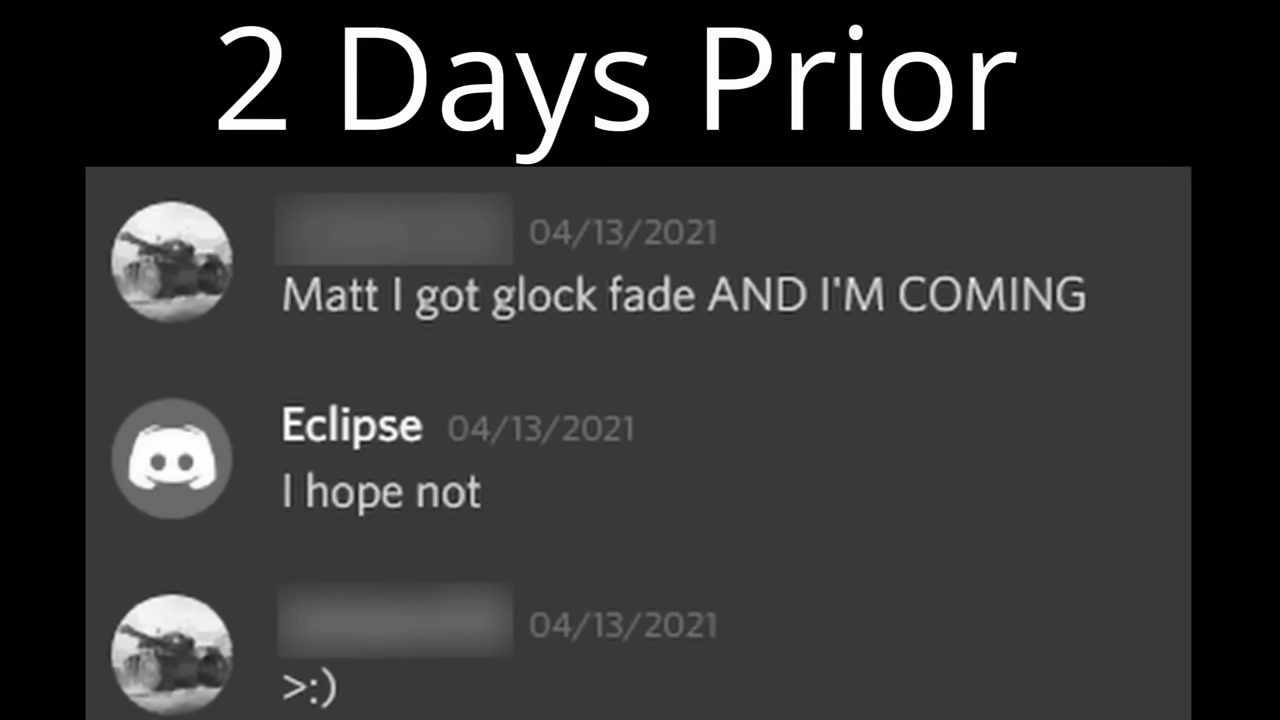 2 Days Prior
04/13/2021
Matt I got glock fade AND I'M COMING
Eclipse 04/13/2021
I hope not
04/13/2021
>:)